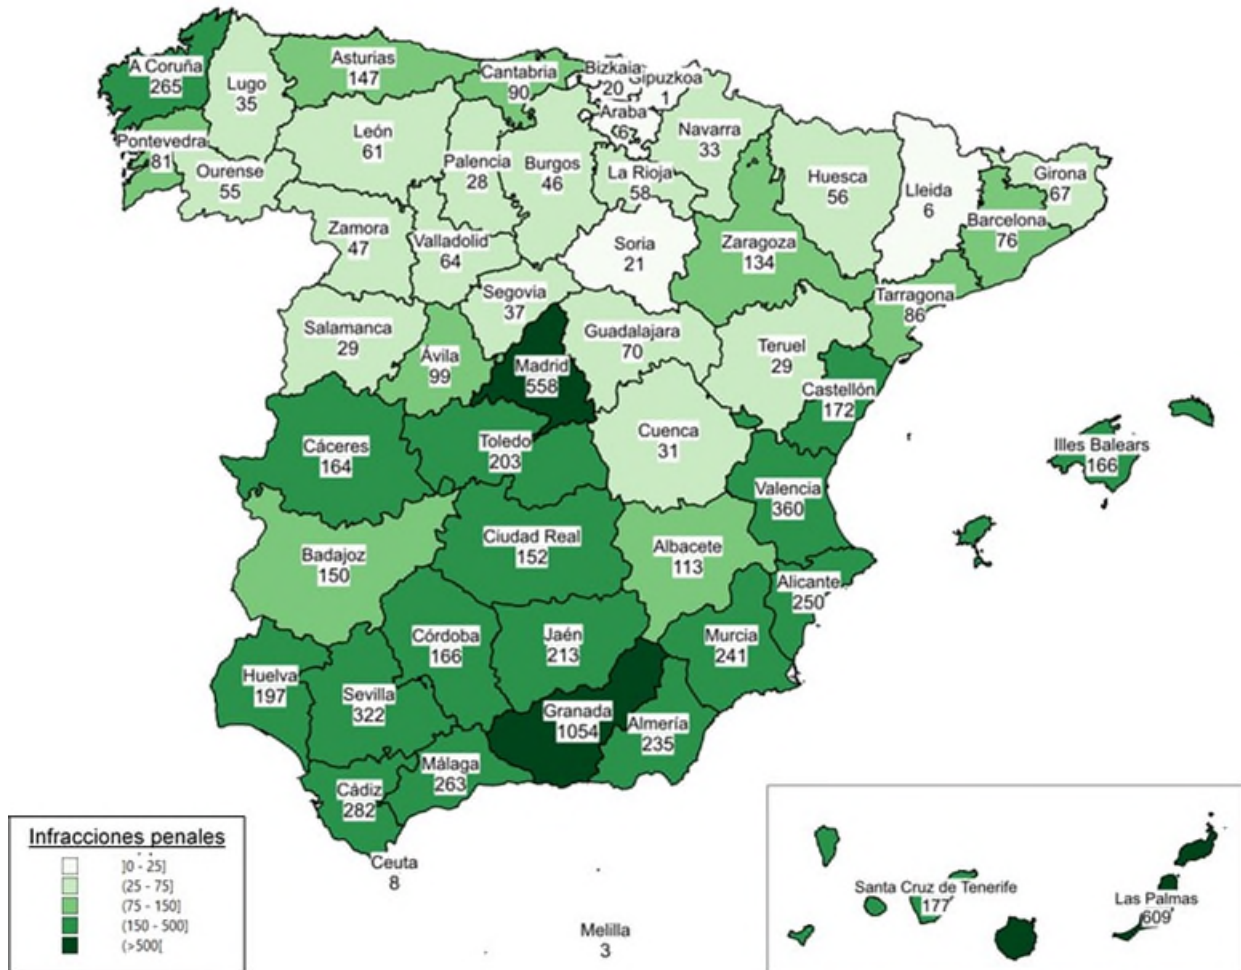 A Coruña
265
Lugo
35
Asturias
147
Cantabria
90
Bizkaia
20
Gipuzkoa
1
Araba
6
Navarra
33
Pontevedra
81
Ourense
55
León
61
Palencia
28
Burgos
46
La Rioja
58
Huesca
56
Lleida
6
Girona
67
Barcelona
76
Zamora
47
Valladolid
64
Soria
21
Zaragoza
134
Tarragona
86
Segovia
37
Salamanca
29
Ávila
99
Madrid
558
Guadalajara
70
Teruel
29
Castellón
172
Cáceres
164
Toledo
203
Cuenca
31
Illes Balears
166
Valencia
360
Badajoz
150
Ciudad Real
152
Albacete
113
Alicante
250
Córdoba
166
Jaén
213
Murcia
241
Huelva
197
Sevilla
322
Granada
1054
Almería
235
Málaga
263
Cádiz
282
Ceuta
8
Melilla
3
Santa Cruz de Tenerife
177
Las Palmas
609
Infracciones penales
]0 - 25]
(25 - 75]
(75 - 150]
(150 - 500]
(>500[